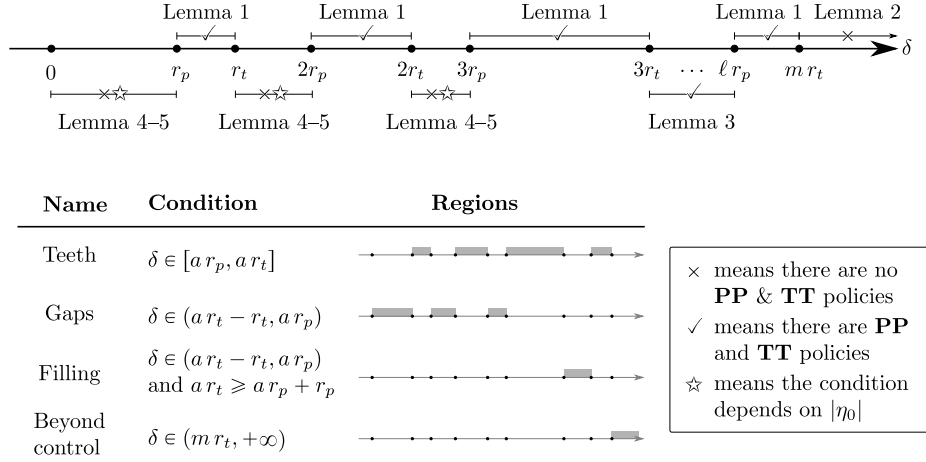 Lemma 1 Lemma 1 Lemma 1 Lemma 1 Lemma 2
0 r_p r_t 2r_p 2r_t 3r_p 3r_t ⋯ ℓ r_p m r_t δ
Lemma 4–5 Lemma 4–5 Lemma 4–5 Lemma 3
Name Condition Regions
Teeth δ ∈ [a r_p, a r_t]
Gaps δ ∈ (a r_t − r_t, a r_p)
Filling δ ∈ (a r_t − r_t, a r_p)
and a r_t ⩾ a r_p + r_p
Beyond
control δ ∈ (m r_t, +∞)
× means there are no
PP & TT policies
✓ means there are PP
and TT policies
☆ means the condition
depends on |η_0|